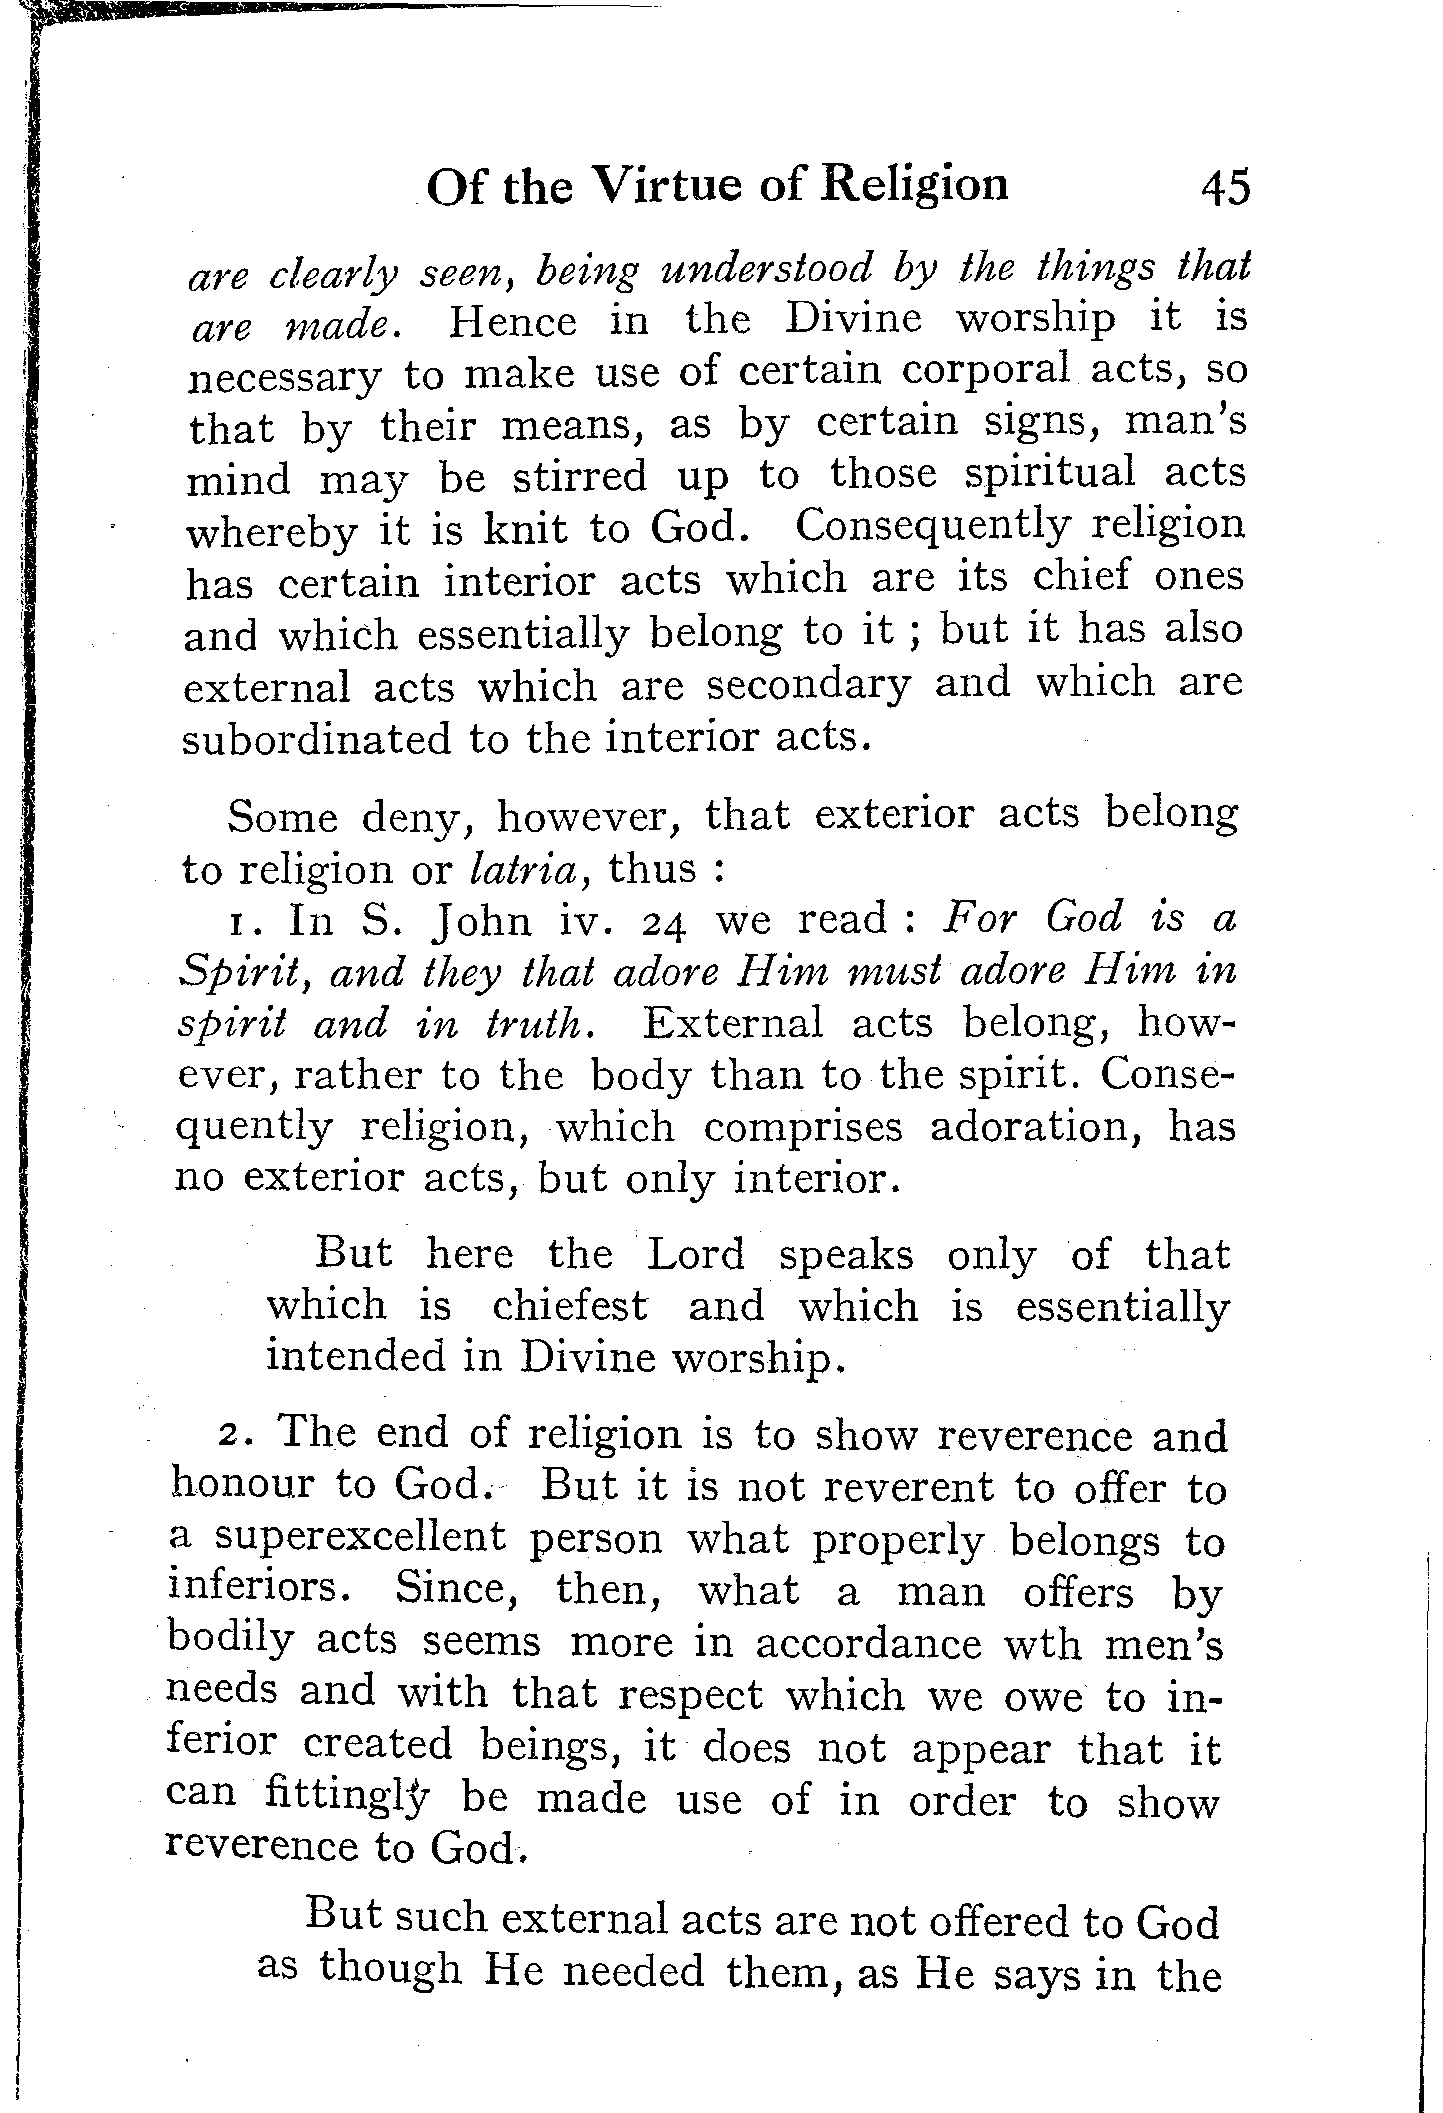 Of the Virtue of Religion 45
are clearly seen, being understood by the things that
are made. Hence in the Divine worship it is
necessary to make use of certain corporal acts, so
that by their means, as by certain signs, man's
mind may be stirred up to those spiritual acts
whereby it is knit to God. Consequently religion
has certain interior acts which are its chief ones
and which essentially belong to it ; but it has also
external acts which are secondary and which are
subordinated to the interior acts.
Some deny, however, that exterior acts belong
to religion or latria, thus :
1. In S. John iv. 24 we read : For God is a
Spirit, and they that adore Him must adore Him in
spirit and in truth. External acts belong, how-
ever, rather to the body than to the spirit. Conse-
quently religion, which comprises adoration, has
no exterior acts, but only interior.
But here the Lord speaks only of that
which is chiefest and which is essentially
intended in Divine worship.
2. The end of religion is to show reverence and
honour to God. But it is not reverent to offer to
a superexcellent person what properly belongs to
inferiors. Since, then, what a man offers by
bodily acts seems more in accordance wth men's
needs and with that respect which we owe to in-
ferior created beings, it does not appear that it
can fittingly be made use of in order to show
reverence to God.
But such external acts are not offered to God
as though He needed them, as He says in the